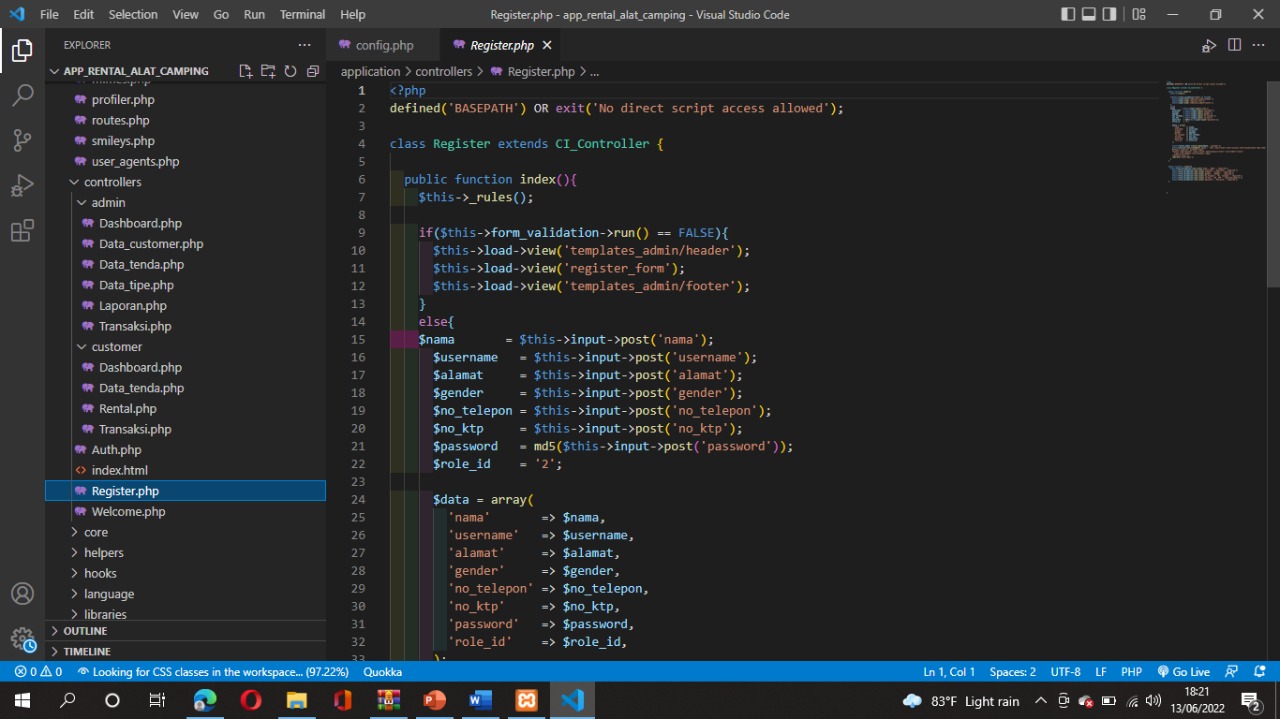 File Edit Selection View Go Run Terminal Help
Register.php - app_rental_alat_camping - Visual Studio Code
EXPLORER
APP_RENTAL_ALAT_CAMPING
profiler.php
routes.php
smileys.php
user_agents.php
controllers
admin
Dashboard.php
Data_customer.php
Data_tenda.php
Data_tipe.php
Laporan.php
Transaksi.php
customer
Dashboard.php
Data_tenda.php
Rental.php
Transaksi.php
Auth.php
index.html
Register.php
Welcome.php
core
helpers
hooks
language
libraries
OUTLINE
TIMELINE
config.php Register.php
application > controllers > Register.php > ...
1 <?php
2 defined('BASEPATH') OR exit('No direct script access allowed');
3
4 class Register extends CI_Controller {
5
6 public function index(){
7 $this->_rules();
8
9 if($this->form_validation->run() == FALSE){
10 $this->load->view('templates_admin/header');
11 $this->load->view('register_form');
12 $this->load->view('templates_admin/footer');
13 }
14 else{
15 $nama = $this->input->post('nama');
16 $username = $this->input->post('username');
17 $alamat = $this->input->post('alamat');
18 $gender = $this->input->post('gender');
19 $no_telepon = $this->input->post('no_telepon');
20 $no_ktp = $this->input->post('no_ktp');
21 $password = md5($this->input->post('password'));
22 $role_id = '2';
23
24 $data = array(
25 'nama' => $nama,
26 'username' => $username,
27 'alamat' => $alamat,
28 'gender' => $gender,
29 'no_telepon' => $no_telepon,
30 'no_ktp' => $no_ktp,
31 'password' => $password,
32 'role_id' => $role_id,
33 );
0 0 Looking for CSS classes in the workspace... (97.22%) Quokka
Ln 1, Col 1 Spaces: 2 UTF-8 LF PHP Go Live
83°F Light rain
18:21
13/06/2022
2